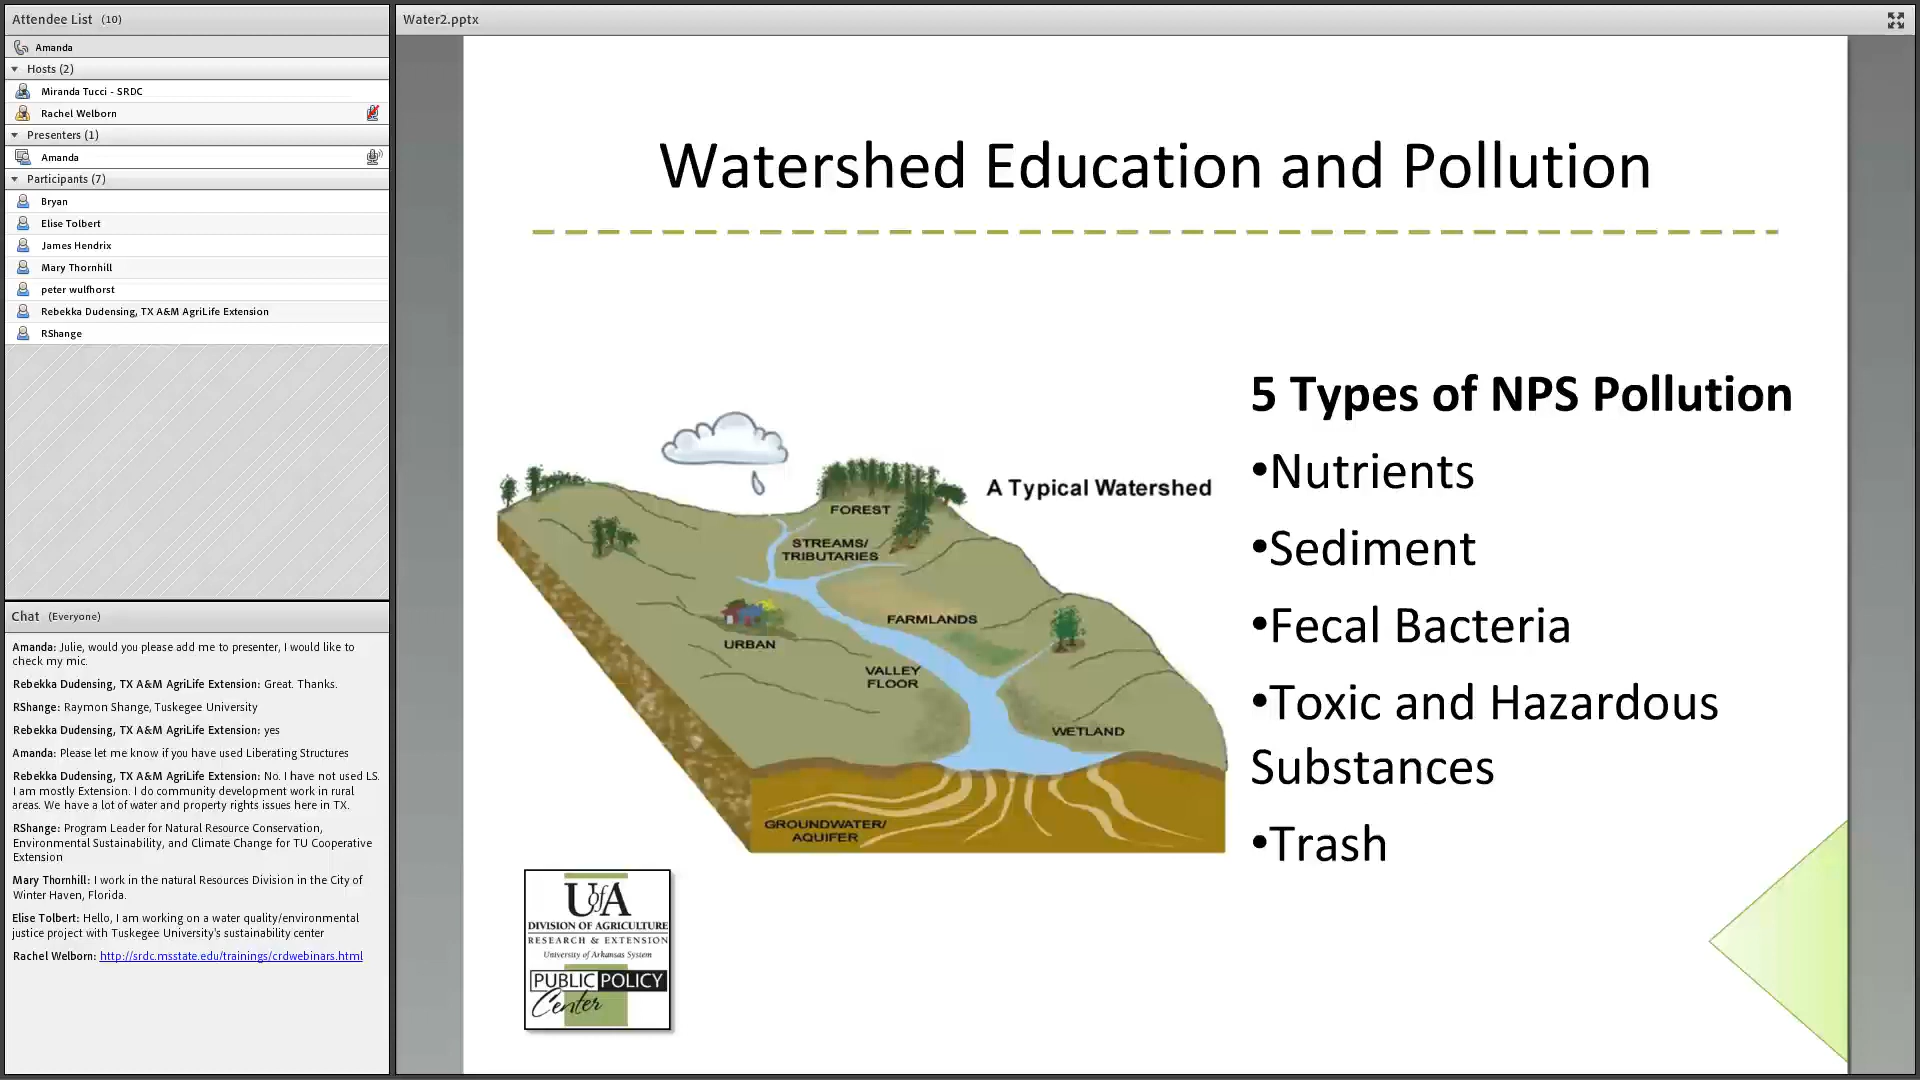 Attendee List (10)
Amanda
Hosts (2)
Miranda Tucci - SRDC
Rachel Welborn
Presenters (1)
Amanda
Participants (7)
Bryan
Elise Tolbert
James Hendrix
Mary Thornhill
peter wulfhorst
Rebekka Dudensing, TX A&M AgriLife Extension
RShange
Chat (Everyone)
Amanda: Julie, would you please add me to presenter, I would like to
check my mic.
Rebekka Dudensing, TX A&M AgriLife Extension: Great. Thanks.
RShange: Raymon Shange, Tuskegee University
Rebekka Dudensing, TX A&M AgriLife Extension: yes
Amanda: Please let me know if you have used Liberating Structures
Rebekka Dudensing, TX A&M AgriLife Extension: No. I have not used LS.
I am mostly Extension. I do community development work in rural
areas. We have a lot of water and property rights issues here in TX.
RShange: Program Leader for Natural Resource Conservation,
Environmental Sustainability, and Climate Change for TU Cooperative
Extension
Mary Thornhill: I work in the natural Resources Division in the City of
Winter Haven, Florida.
Elise Tolbert: Hello, I am working on a water quality/environmental
justice project with Tuskegee University's sustainability center
Rachel Welborn: http://srdc.msstate.edu/trainings/crdwebinars.html
Water2.pptx
Watershed Education and Pollution
A Typical Watershed
FOREST
STREAMS/
TRIBUTARIES
FARMLANDS
URBAN
VALLEY
FLOOR
WETLAND
GROUNDWATER/
AQUIFER
5 Types of NPS Pollution
•Nutrients
•Sediment
•Fecal Bacteria
•Toxic and Hazardous
Substances
•Trash
UofA
DIVISION OF AGRICULTURE
RESEARCH & EXTENSION
University of Arkansas System
PUBLIC POLICY
Center